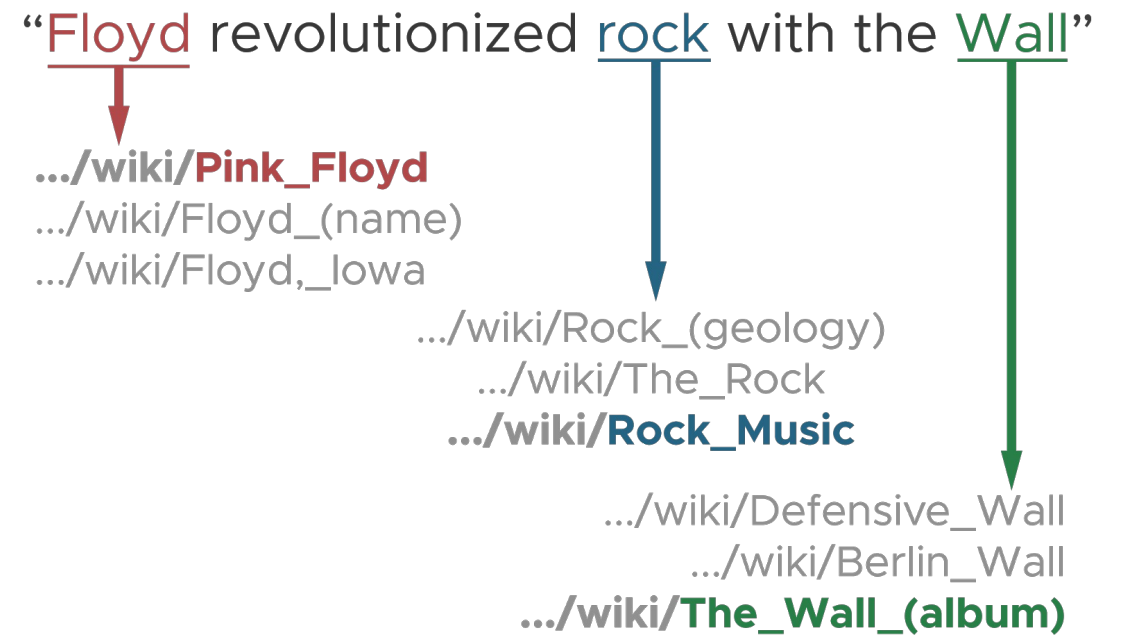 “Floyd revolutionized rock with the Wall”
.../wiki/Pink_Floyd
.../wiki/Floyd_(name)
.../wiki/Floyd,_Iowa
.../wiki/Rock_(geology)
.../wiki/The_Rock
.../wiki/Rock_Music
.../wiki/Defensive_Wall
.../wiki/Berlin_Wall
.../wiki/The_Wall_(album)